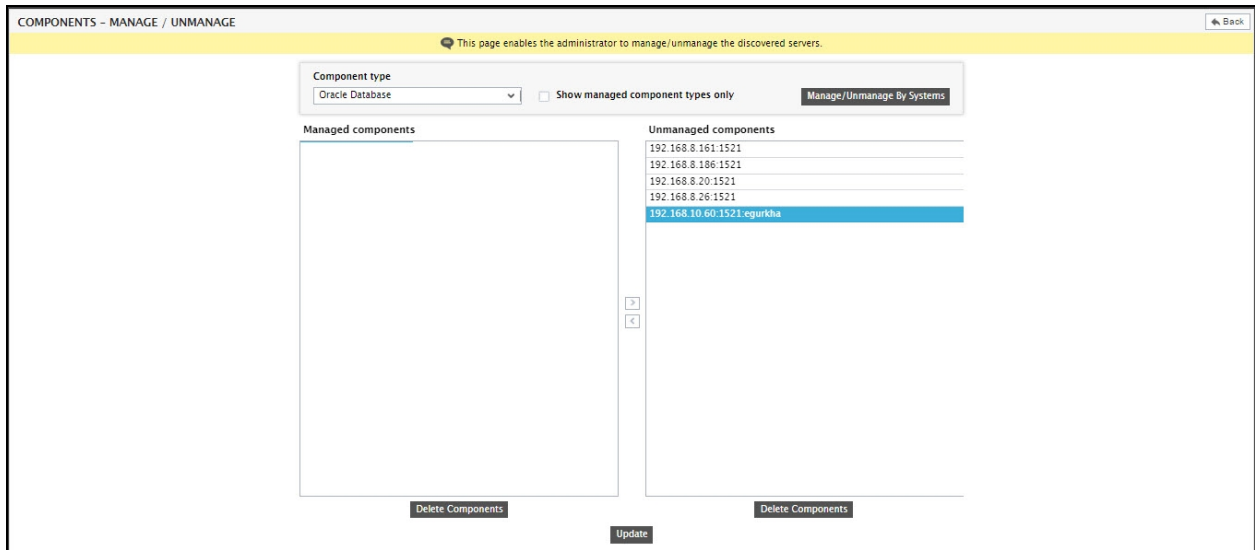 COMPONENTS – MANAGE / UNMANAGE
Back
This page enables the administrator to manage/unmanage the discovered servers.
Component type
Oracle Database
Show managed component types only
Manage/Unmanage By Systems
Managed components
Unmanaged components
192.168.8.161:1521
192.168.8.186:1521
192.168.8.20:1521
192.168.8.26:1521
192.168.10.60:1521:egurkha
>
<
Delete Components
Delete Components
Update